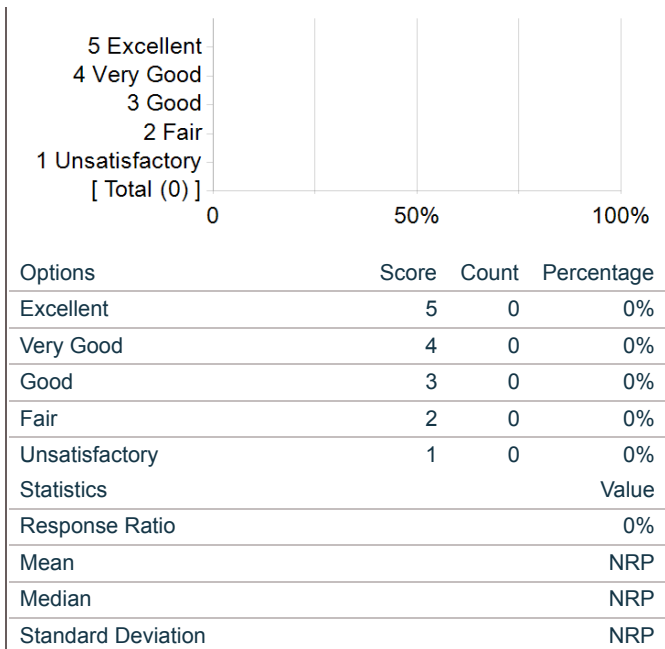 5 Excellent
4 Very Good
3 Good
2 Fair
1 Unsatisfactory
[ Total (0) ]
0 50% 100%
Options Score Count Percentage
Excellent 5 0 0%
Very Good 4 0 0%
Good 3 0 0%
Fair 2 0 0%
Unsatisfactory 1 0 0%
Statistics Value
Response Ratio 0%
Mean NRP
Median NRP
Standard Deviation NRP